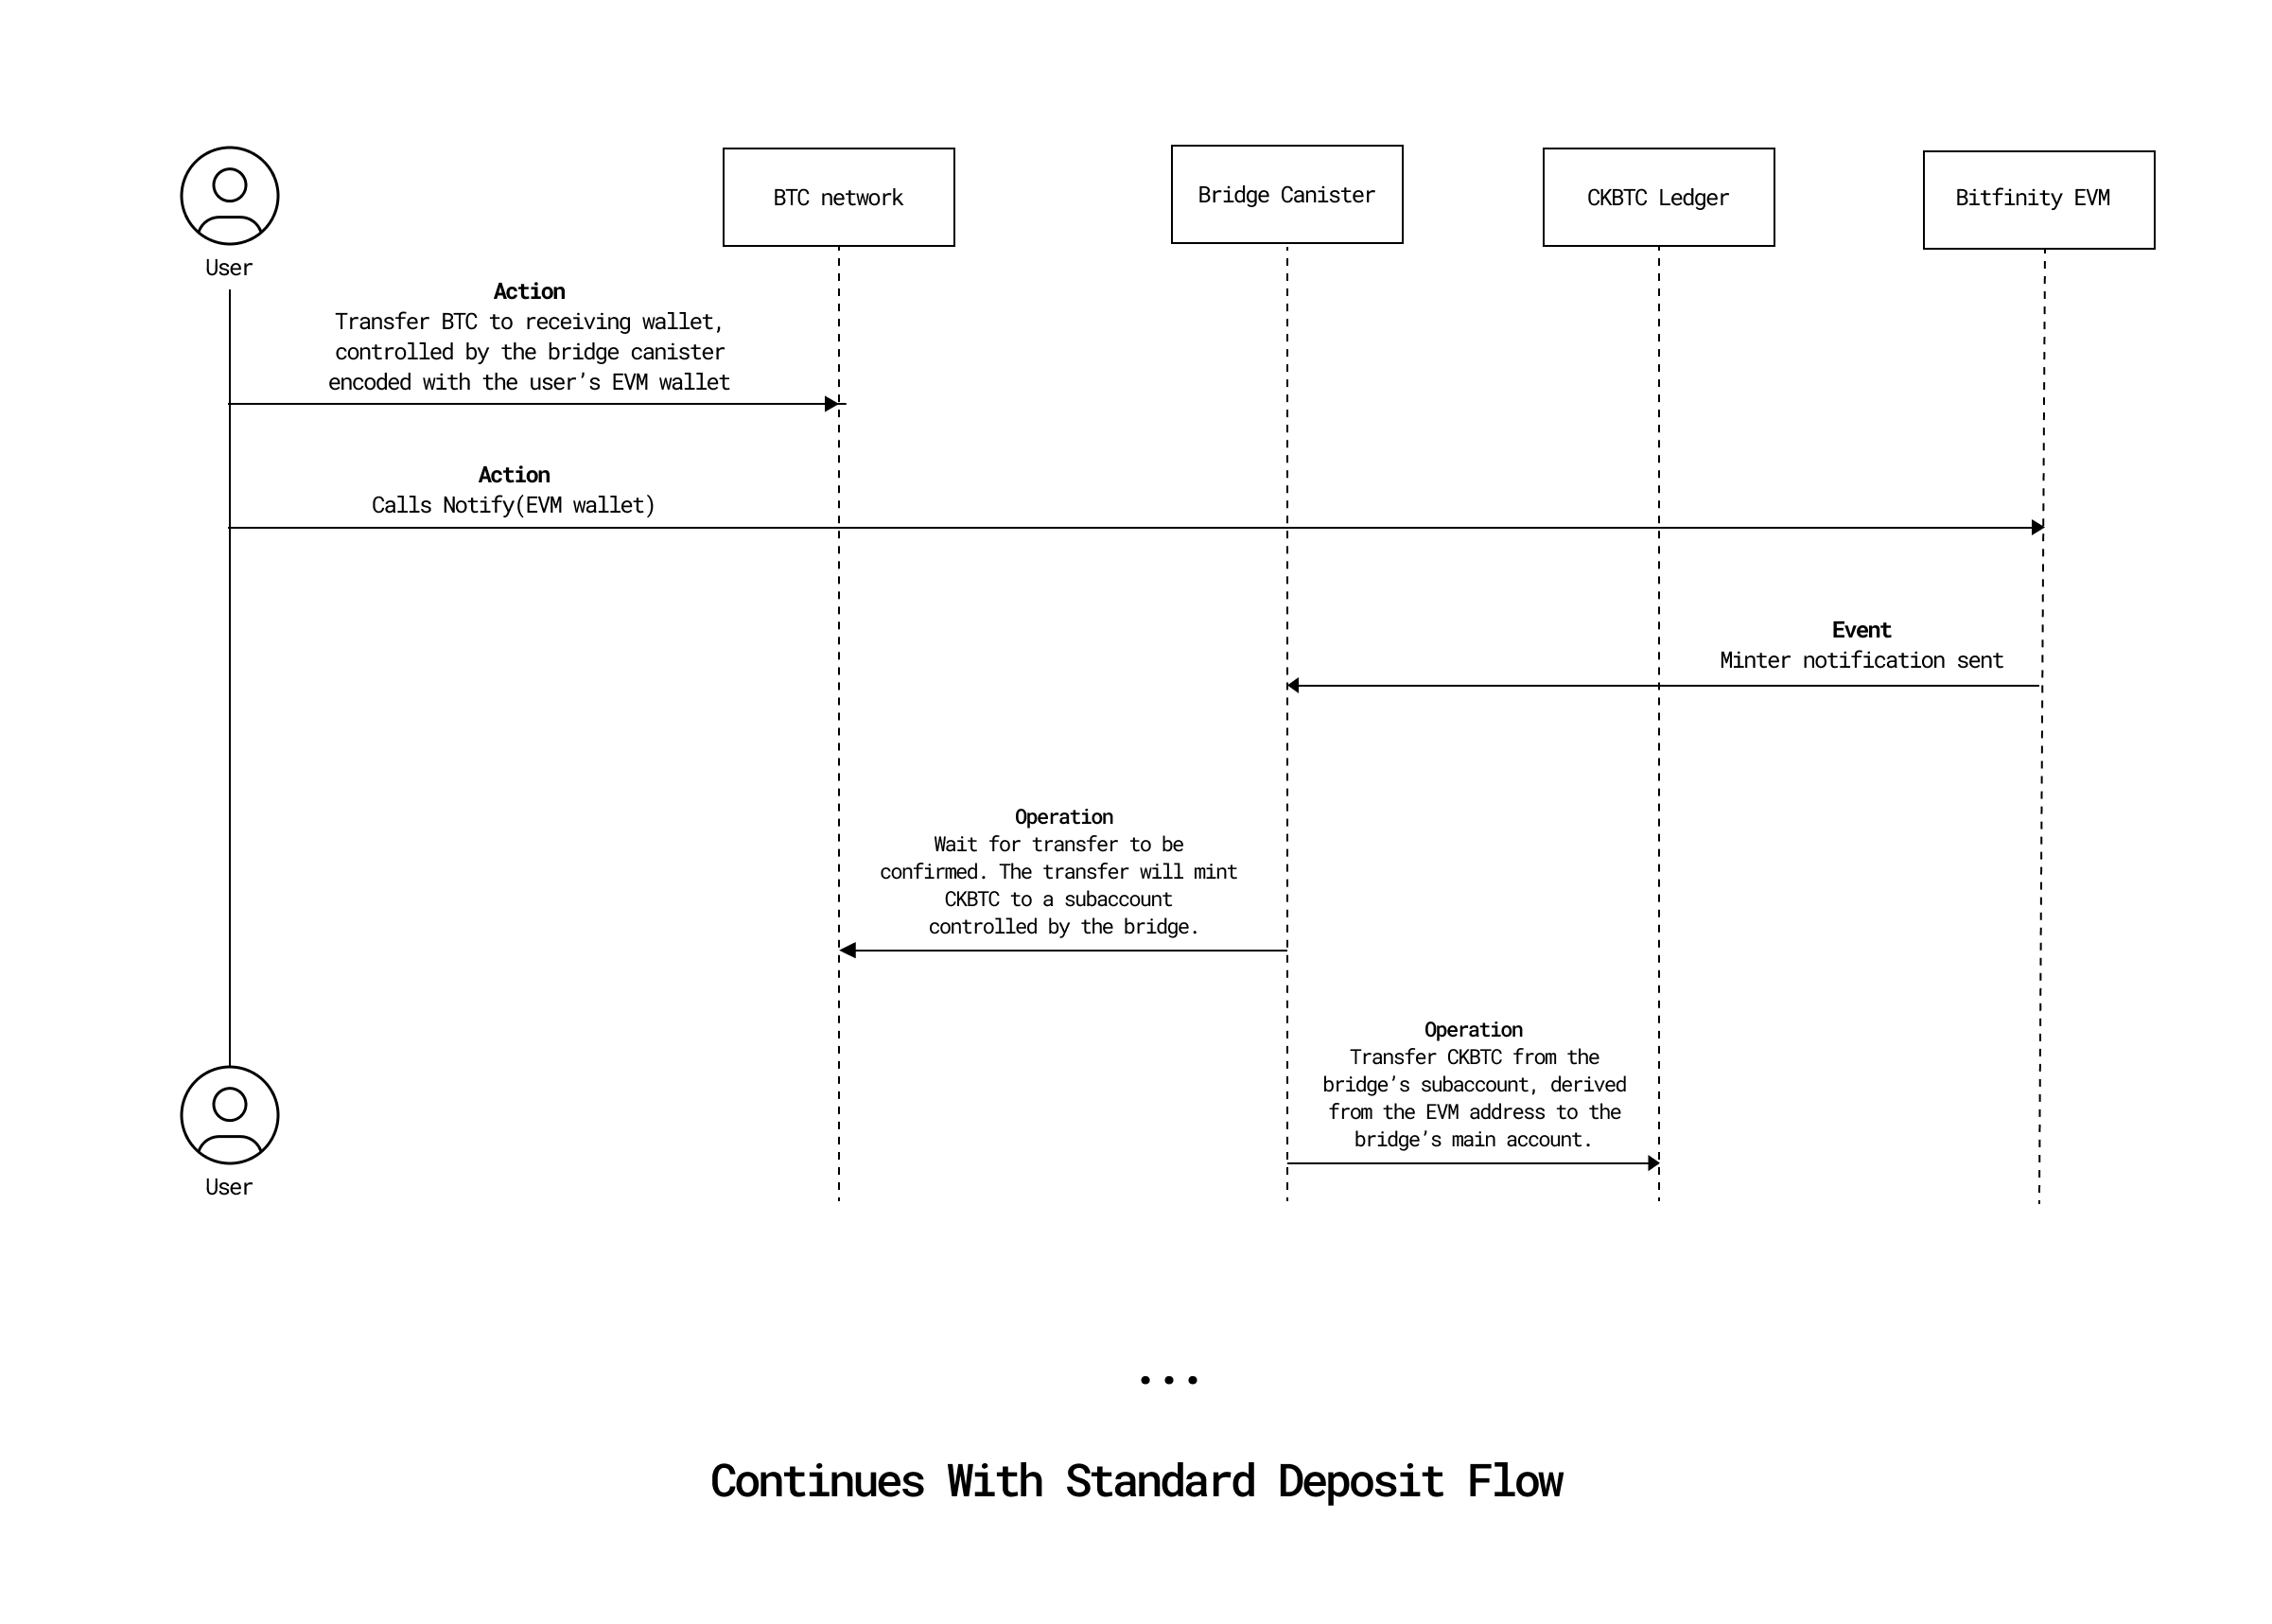 User
BTC network
Bridge Canister
CKBTC Ledger
Bitfinity EVM
Action
Transfer BTC to receiving wallet,
controlled by the bridge canister
encoded with the user’s EVM wallet
Action
Calls Notify(EVM wallet)
Event
Minter notification sent
Operation
Wait for transfer to be
confirmed. The transfer will mint
CKBTC to a subaccount
controlled by the bridge.
Operation
Transfer CKBTC from the
bridge’s subaccount, derived
from the EVM address to the
bridge’s main account.
User
...
Continues With Standard Deposit Flow